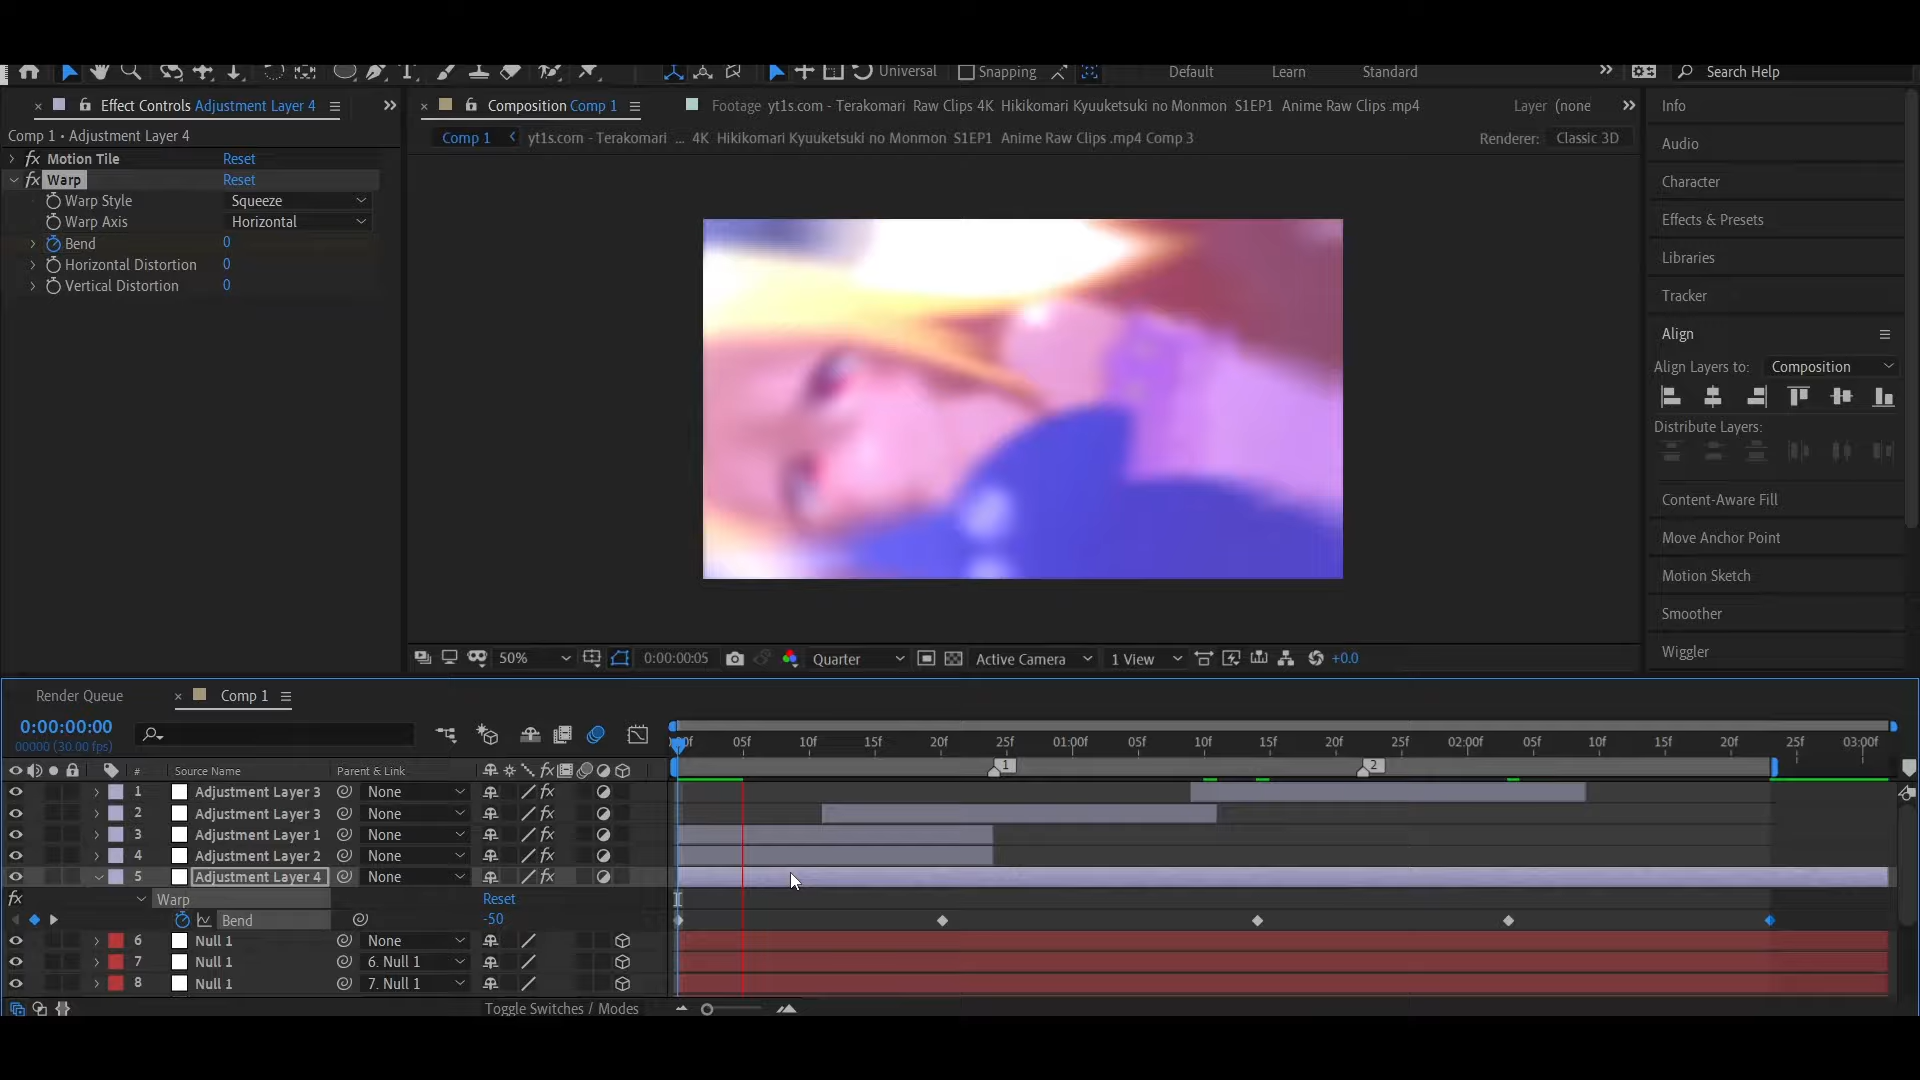 Universal
Snapping
Default
Learn
Standard
Search Help
Effect Controls Adjustment Layer 4
Composition Comp 1
Footage yt1s.com - Terakomari Raw Clips 4K Hikikomari Kyuuketsuki no Monmon S1EP1 Anime Raw Clips .mp4
Layer (none
Info
Comp 1 • Adjustment Layer 4
Comp 1
yt1s.com - Terakomari ... 4K Hikikomari Kyuuketsuki no Monmon S1EP1 Anime Raw Clips .mp4 Comp 3
Renderer: Classic 3D
Audio
fx Motion Tile Reset
fx Warp Reset
Warp Style Squeeze
Warp Axis Horizontal
Bend 0
Horizontal Distortion 0
Vertical Distortion 0
Character
Effects & Presets
Libraries
Tracker
Align
Align Layers to: Composition
Distribute Layers:
Content-Aware Fill
Move Anchor Point
Motion Sketch
Smoother
Wiggler
50%
0:00:00:05
Quarter
Active Camera
1 View
+0.0
Render Queue
Comp 1
0:00:00:00
00000 (30.00 fps)
05f 10f 15f 20f 25f 01:00f 05f 10f 15f 20f 25f 02:00f 05f 10f 15f 20f 25f 03:00f
1 2
# Source Name Parent & Link fx
1 Adjustment Layer 3 None fx
2 Adjustment Layer 3 None fx
3 Adjustment Layer 1 None fx
4 Adjustment Layer 2 None fx
5 Adjustment Layer 4 None fx
fx Warp Reset
Bend -50
6 Null 1 None
7 Null 1 6. Null 1
8 Null 1 7. Null 1
Toggle Switches / Modes